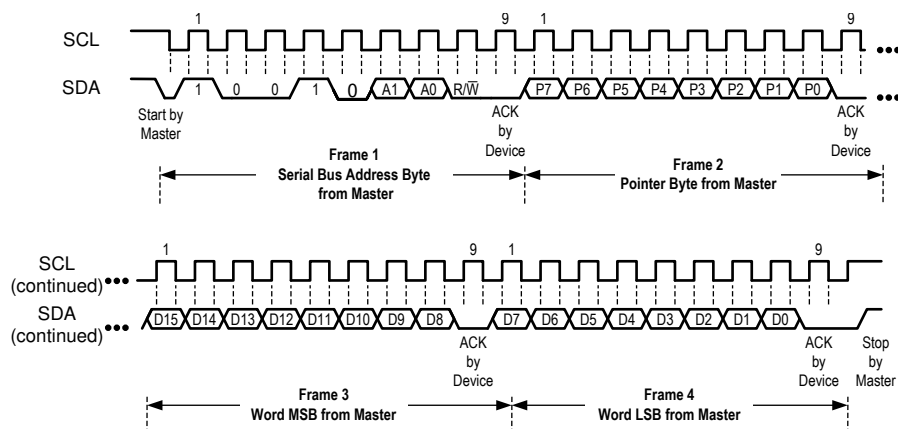 1 9 1 9
SCL
SDA 1 0 0 1 0 A1 A0 R/W̅ P7 P6 P5 P4 P3 P2 P1 P0
Start by
Master
ACK
by
Device
ACK
by
Device
Frame 1
Serial Bus Address Byte
from Master
Frame 2
Pointer Byte from Master
1 9 1 9
SCL
(continued)
SDA
(continued)
D15 D14 D13 D12 D11 D10 D9 D8 D7 D6 D5 D4 D3 D2 D1 D0
ACK
by
Device
ACK
by
Device
Stop
by
Master
Frame 3
Word MSB from Master
Frame 4
Word LSB from Master